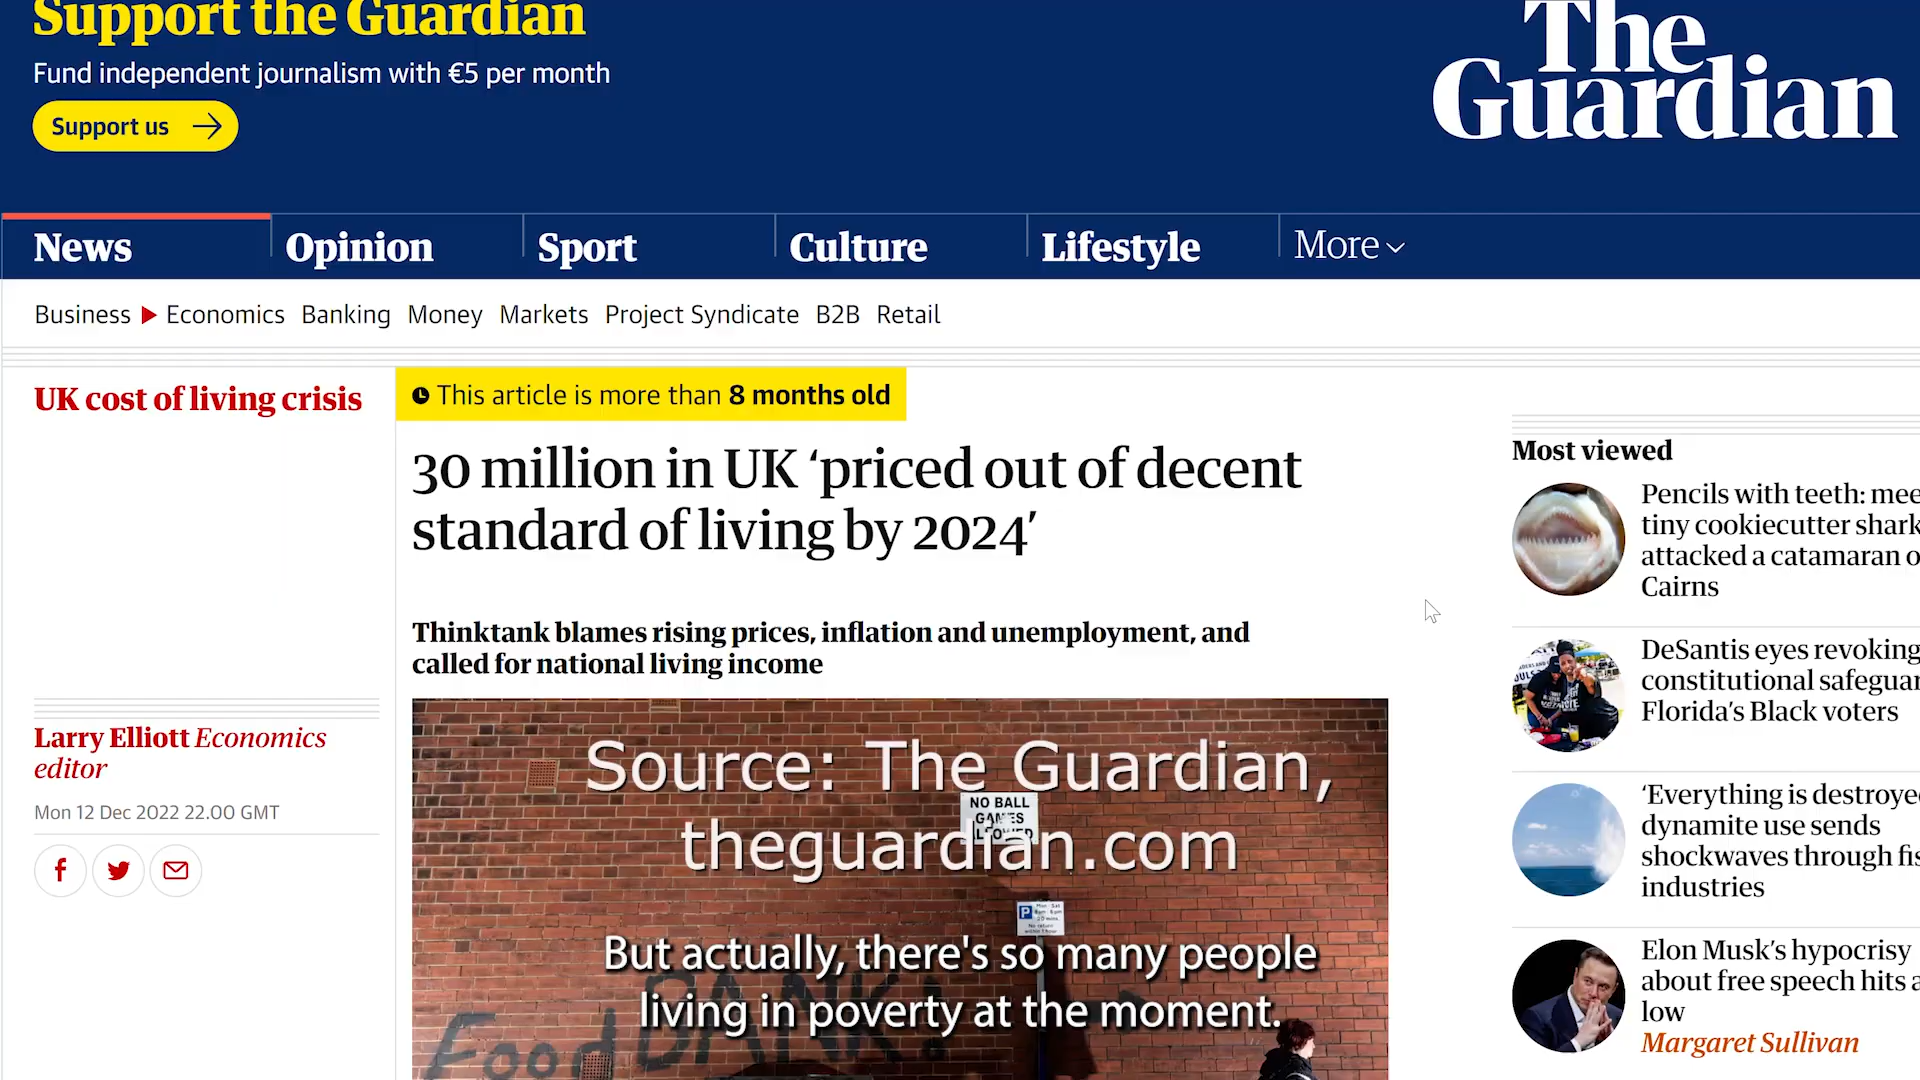 Support the Guardian
Fund independent journalism with €5 per month
Support us
The
Guardian
News
Opinion
Sport
Culture
Lifestyle
More
Business
Economics
Banking
Money
Markets
Project Syndicate
B2B
Retail
UK cost of living crisis
This article is more than 8 months old
30 million in UK ‘priced out of decent
standard of living by 2024’
Thinktank blames rising prices, inflation and unemployment, and
called for national living income
Larry Elliott Economics
editor
Mon 12 Dec 2022 22.00 GMT
Source: The Guardian,
theguardian.com
NO BALL
GAMES
P
Food BANK!
But actually, there's so many people
living in poverty at the moment.
Most viewed
Pencils with teeth:
tiny cookiecutter
attacked a catamaran
Cairns
DeSantis eyes revoking
constitutional
Florida’s Black voters
‘Everything is
dynamite use sends
shockwaves through
industries
Elon Musk’s hypocrisy
about free speech hits a
low
Margaret Sullivan